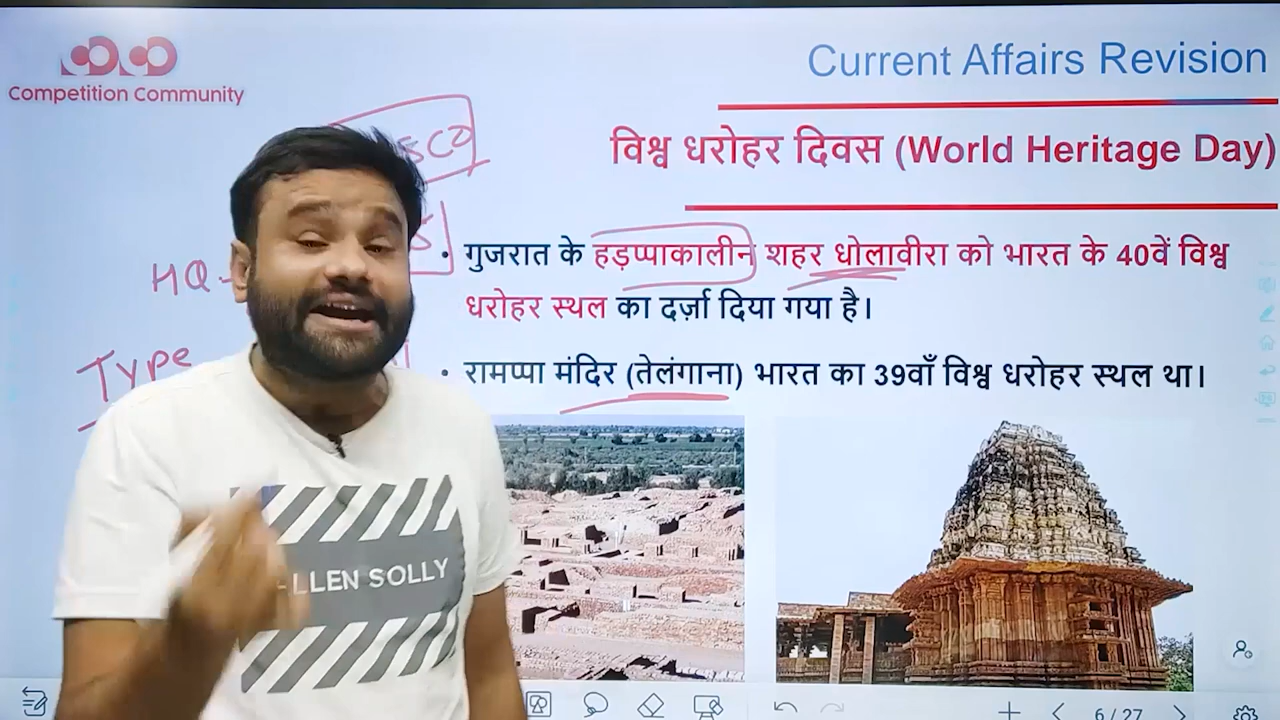 Competition Community
Current Affairs Revision
विश्व धरोहर दिवस (World Heritage Day)
HQ-
Type
• गुजरात के हड़प्पाकालीन शहर धोलावीरा को भारत के 40वें विश्व
धरोहर स्थल का दर्ज़ा दिया गया है।
• रामप्पा मंदिर (तेलंगाना) भारत का 39वाँ विश्व धरोहर स्थल था।
LLEN SOLLY
6 / 27